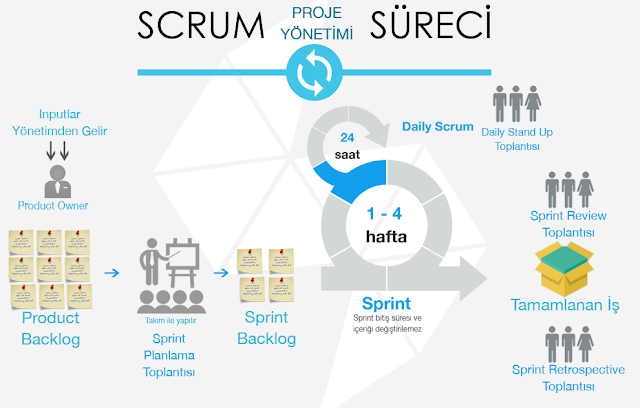 SCRUM PROJE YÖNETİMİ SÜRECİ
Inputlar
Yönetimden Gelir
Product Owner
Product
Backlog
Takım ile yapılır
Sprint
Planlama
Toplantısı
Sprint
Backlog
24
saat
Daily Scrum
1 - 4
hafta
Sprint
Sprint bitiş süresi ve
içeriği değiştirilemez
Daily Stand Up
Toplantısı
Sprint Review
Toplantısı
Tamamlanan İş
Sprint Retrospective
Toplantısı